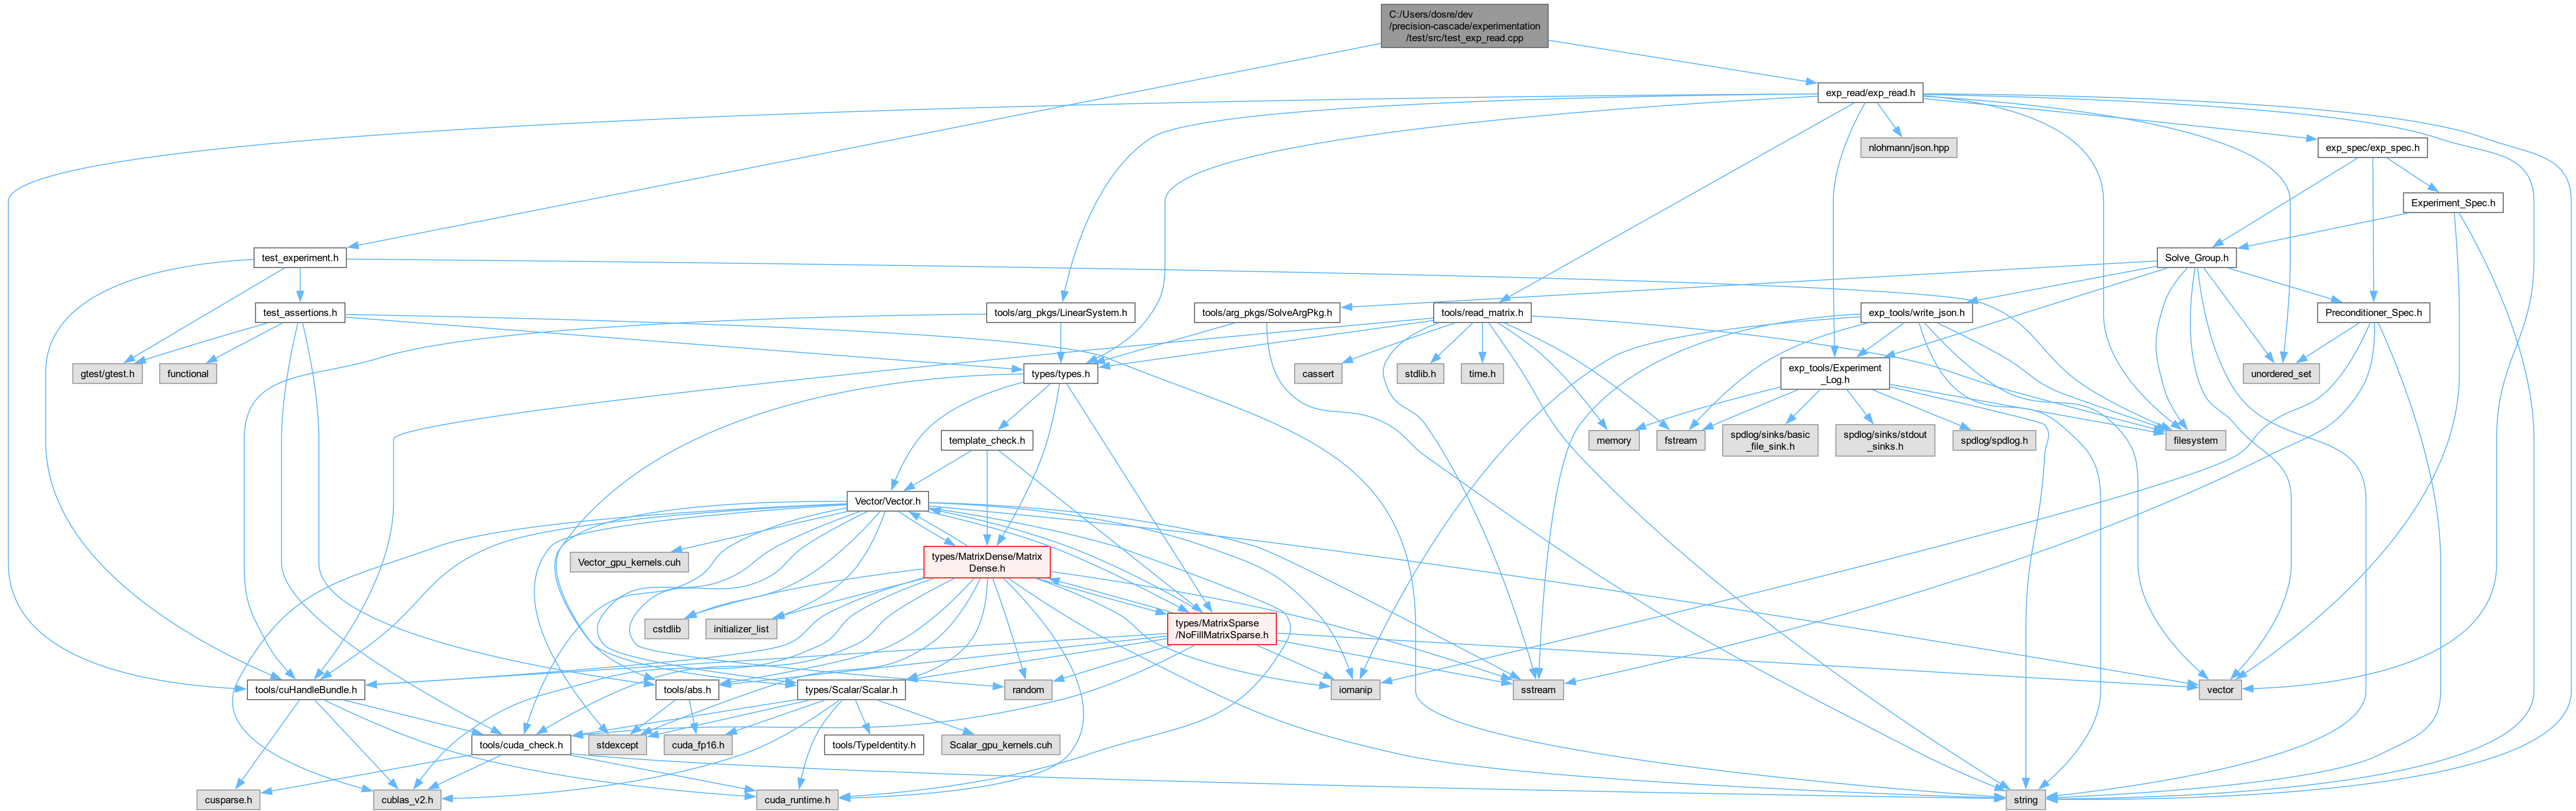 C:/Users/dosre/dev
/precision-cascade/experimentation
/test/src/test_exp_read.cpp
exp_read/exp_read.h
nlohmann/json.hpp
exp_spec/exp_spec.h
Experiment_Spec.h
test_experiment.h
Solve_Group.h
test_assertions.h
tools/arg_pkgs/LinearSystem.h
tools/arg_pkgs/SolveArgPkg.h
tools/read_matrix.h
exp_tools/write_json.h
Preconditioner_Spec.h
gtest/gtest.h
functional
types/types.h
cassert
stdlib.h
time.h
exp_tools/Experiment
_Log.h
unordered_set
template_check.h
memory
fstream
spdlog/sinks/basic
_file_sink.h
spdlog/sinks/stdout
_sinks.h
spdlog/spdlog.h
filesystem
Vector/Vector.h
Vector_gpu_kernels.cuh
types/MatrixDense/Matrix
Dense.h
cstdlib
initializer_list
types/MatrixSparse
/NoFillMatrixSparse.h
tools/cuHandleBundle.h
tools/abs.h
types/Scalar/Scalar.h
random
iomanip
sstream
vector
tools/cuda_check.h
stdexcept
cuda_fp16.h
tools/TypeIdentity.h
Scalar_gpu_kernels.cuh
cusparse.h
cublas_v2.h
cuda_runtime.h
string